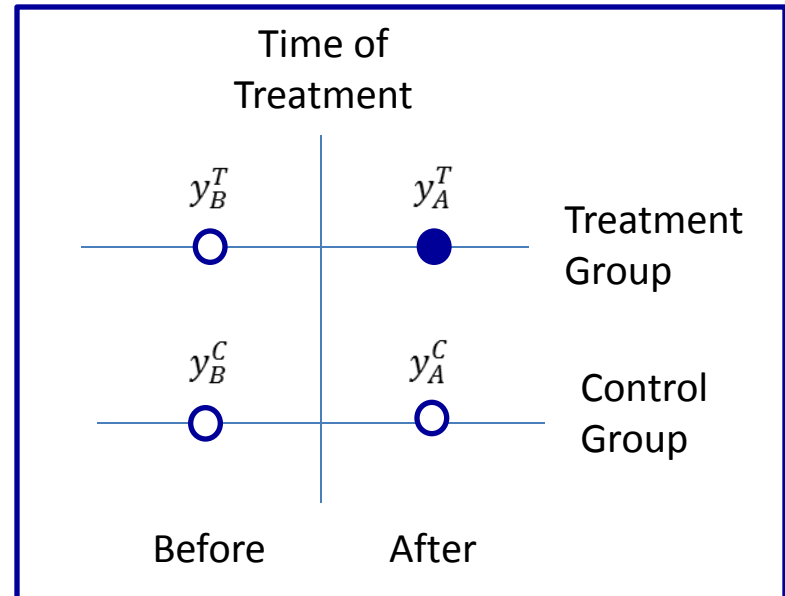 Time of
Treatment
$y_B^T$ $y_A^T$
Treatment
Group
$y_B^C$ $y_A^C$
Control
Group
Before After